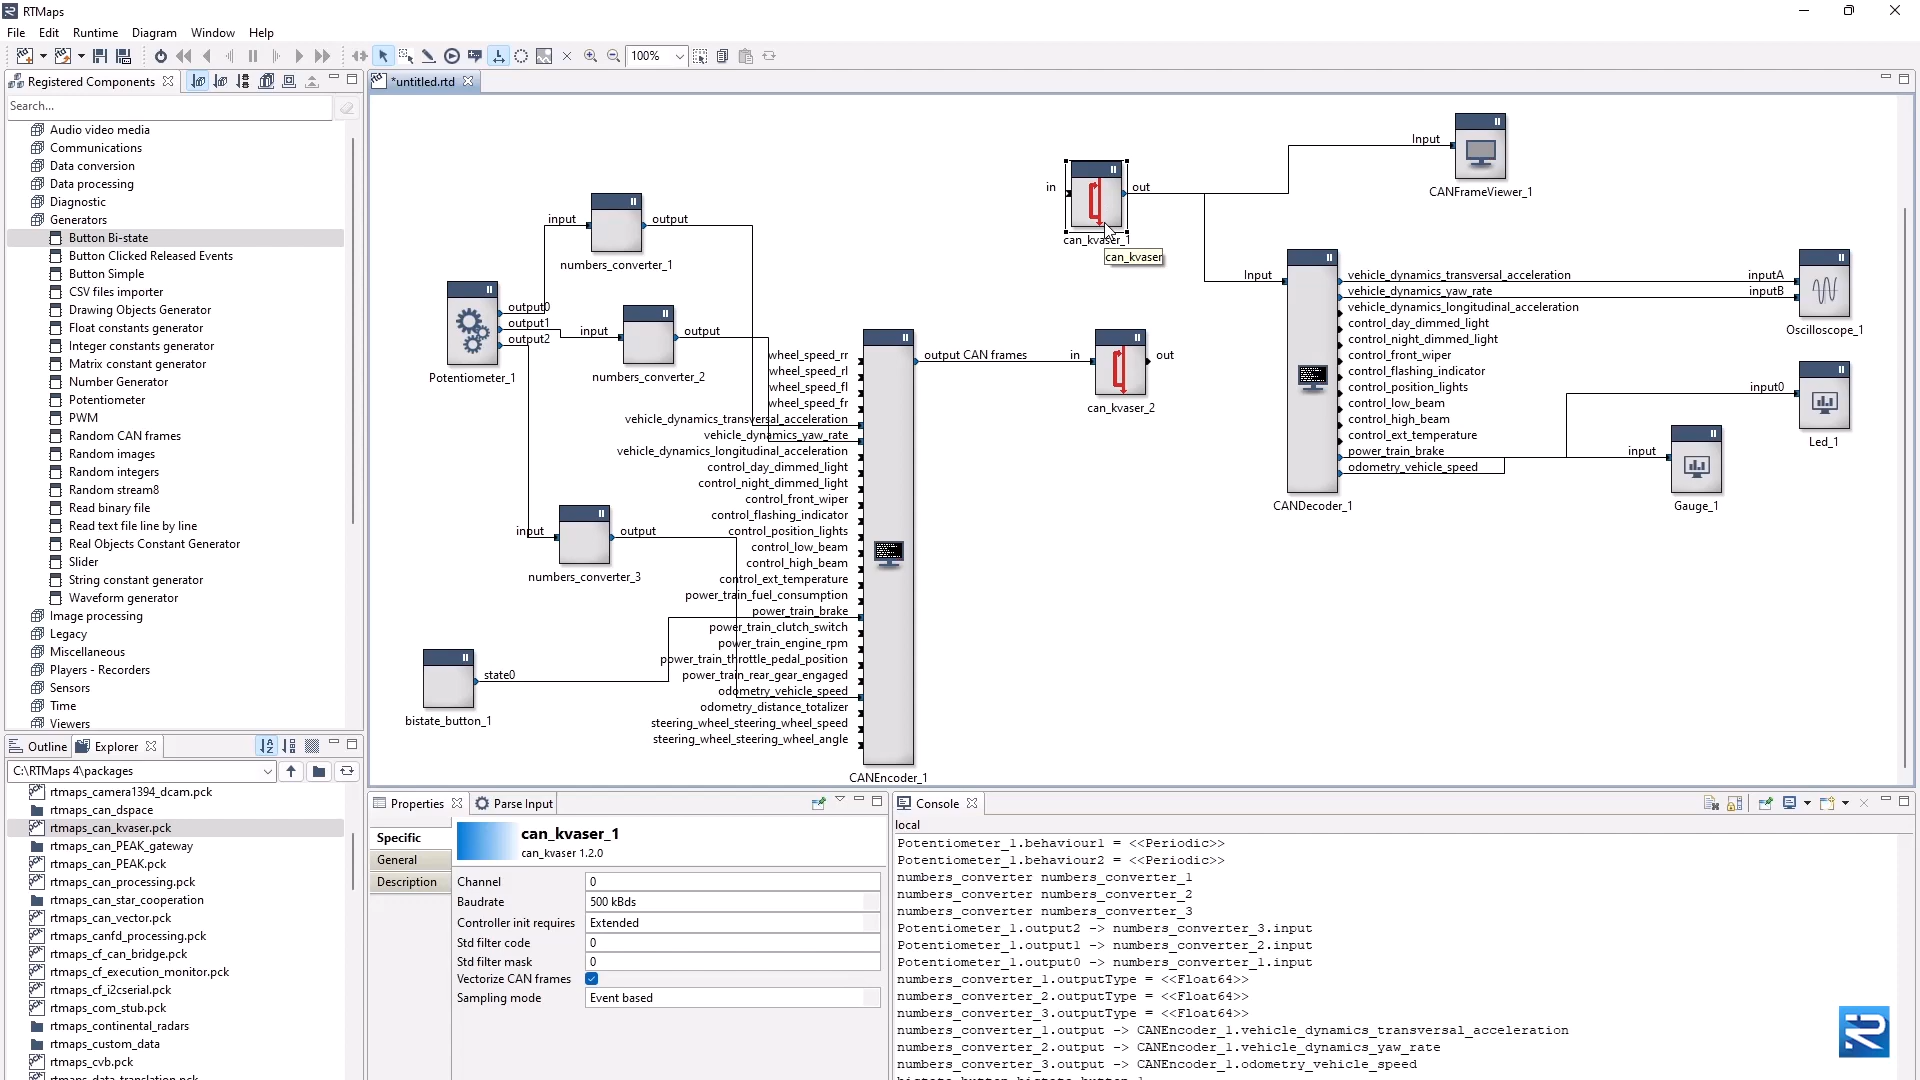 RTMaps
File Edit Runtime Diagram Window Help
100%
Registered Components
*untitled.rtd
Search...
Audio video media
Communications
Data conversion
Data processing
Diagnostic
Generators
Button Bi-state
Button Clicked Released Events
Button Simple
CSV files importer
Drawing Objects Generator
Float constants generator
Integer constants generator
Matrix constant generator
Number Generator
Potentiometer
PWM
Random CAN frames
Random images
Random integers
Random stream8
Read binary file
Read text file line by line
Real Objects Constant Generator
Slider
String constant generator
Waveform generator
Image processing
Legacy
Miscellaneous
Players - Recorders
Sensors
Time
Viewers
Outline Explorer
C:\RTMaps 4\packages
rtmaps_camera1394_dcam.pck
rtmaps_can_dspace
rtmaps_can_kvaser.pck
rtmaps_can_PEAK_gateway
rtmaps_can_PEAK.pck
rtmaps_can_processing.pck
rtmaps_can_star_cooperation
rtmaps_can_vector.pck
rtmaps_canfd_processing.pck
rtmaps_cf_can_bridge.pck
rtmaps_cf_execution_monitor.pck
rtmaps_cf_i2cserial.pck
rtmaps_com_stub.pck
rtmaps_continental_radars
rtmaps_custom_data
rtmaps_cvb.pck
rtmaps_data_translation.pck
input output
numbers_converter_1
output0
output1
output2
Potentiometer_1
input output
numbers_converter_2
input output
numbers_converter_3
state0
bistate_button_1
wheel_speed_rr
wheel_speed_rl
wheel_speed_fl
wheel_speed_fr
vehicle_dynamics_transversal_acceleration
vehicle_dynamics_yaw_rate
vehicle_dynamics_longitudinal_acceleration
control_day_dimmed_light
control_night_dimmed_light
control_front_wiper
control_flashing_indicator
control_position_lights
control_low_beam
control_high_beam
control_ext_temperature
power_train_fuel_consumption
power_train_brake
power_train_clutch_switch
power_train_engine_rpm
power_train_throttle_pedal_position
power_train_rear_gear_engaged
odometry_vehicle_speed
odometry_distance_totalizer
steering_wheel_steering_wheel_speed
steering_wheel_steering_wheel_angle
output CAN frames
CANEncoder_1
in out
can_kvaser_1
can_kvaser
in out
can_kvaser_2
Input
CANFrameViewer_1
Input
vehicle_dynamics_transversal_acceleration
vehicle_dynamics_yaw_rate
vehicle_dynamics_longitudinal_acceleration
control_day_dimmed_light
control_night_dimmed_light
control_front_wiper
control_flashing_indicator
control_position_lights
control_low_beam
control_high_beam
control_ext_temperature
power_train_brake
odometry_vehicle_speed
CANDecoder_1
inputA
inputB
Oscilloscope_1
input0
Led_1
input
Gauge_1
Properties Parse Input
Specific
General
Description
can_kvaser_1
can_kvaser 1.2.0
Channel 0
Baudrate 500 kBds
Controller init requires Extended
Std filter code 0
Std filter mask 0
Vectorize CAN frames
Sampling mode Event based
Console
local
Potentiometer_1.behaviour1 = <<Periodic>>
Potentiometer_1.behaviour2 = <<Periodic>>
numbers_converter numbers_converter_1
numbers_converter numbers_converter_2
numbers_converter numbers_converter_3
Potentiometer_1.output2 -> numbers_converter_3.input
Potentiometer_1.output1 -> numbers_converter_2.input
Potentiometer_1.output0 -> numbers_converter_1.input
numbers_converter_1.outputType = <<Float64>>
numbers_converter_2.outputType = <<Float64>>
numbers_converter_3.outputType = <<Float64>>
numbers_converter_1.output -> CANEncoder_1.vehicle_dynamics_transversal_acceleration
numbers_converter_2.output -> CANEncoder_1.vehicle_dynamics_yaw_rate
numbers_converter_3.output -> CANEncoder_1.odometry_vehicle_speed